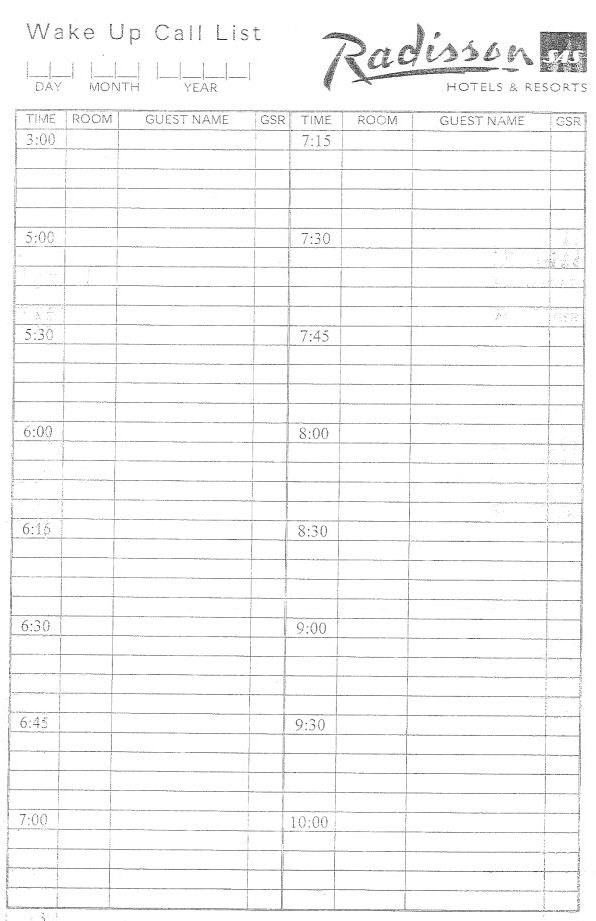 Wake Up Call List
Radisson SAS
HOTELS & RESORTS
DAY MONTH YEAR
TIME ROOM GUEST NAME GSR TIME ROOM GUEST NAME GSR
3:00 7:15
5:00 7:30
5:30 7:45
6:00 8:00
6:15 8:30
6:30 9:00
6:45 9:30
7:00 10:00